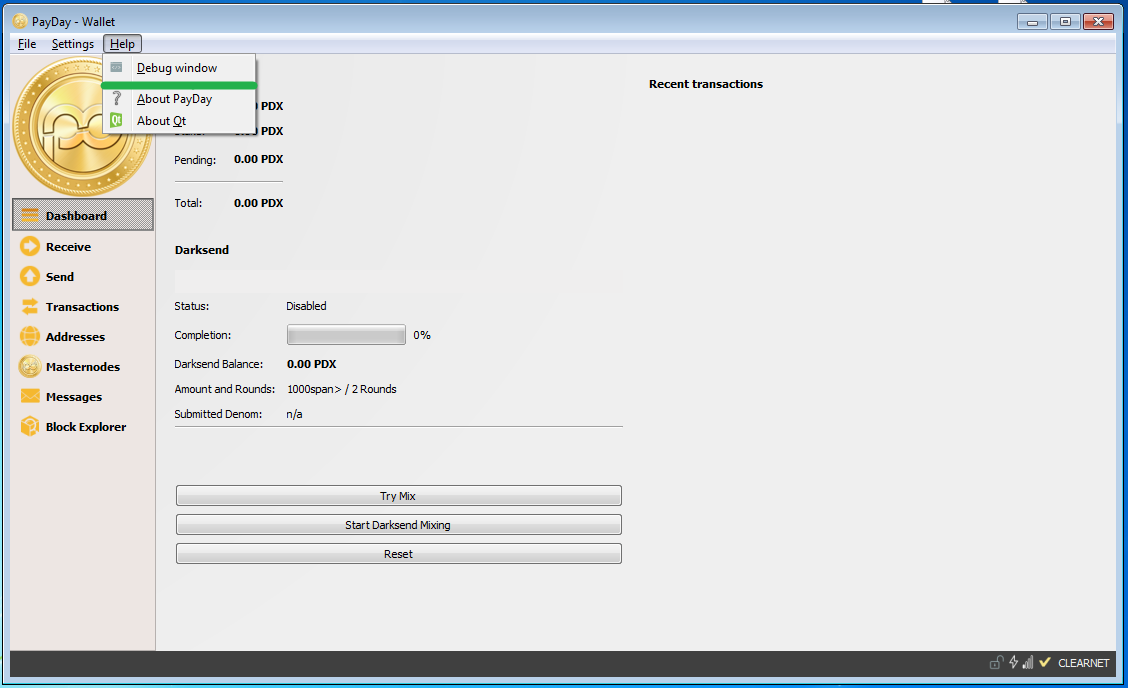 PayDay - Wallet
File Settings Help
Debug window
About PayDay
About Qt
PDX
PDX
Pending: 0.00 PDX
Total: 0.00 PDX
Recent transactions
Dashboard
Receive
Send
Transactions
Addresses
Masternodes
Messages
Block Explorer
Darksend
Status: Disabled
Completion: 0%
Darksend Balance: 0.00 PDX
Amount and Rounds: 1000span> / 2 Rounds
Submitted Denom: n/a
Try Mix
Start Darksend Mixing
Reset
CLEARNET